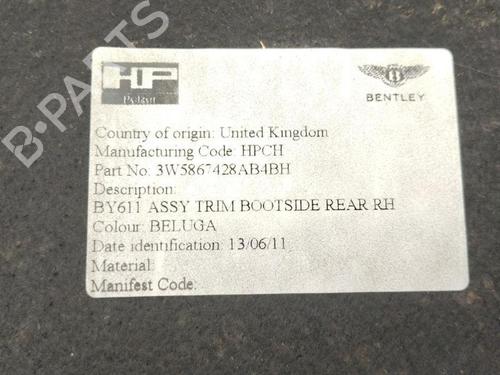 HP
Pelzer
BENTLEY
Country of origin: United Kingdom
Manufacturing Code: HPCH
Part No: 3W5867428AB4BH
Description:
BY611 ASSY TRIM BOOTSIDE REAR RH
Colour: BELUGA
Date identification: 13/06/11
Material:
Manifest Code:
B-PARTS